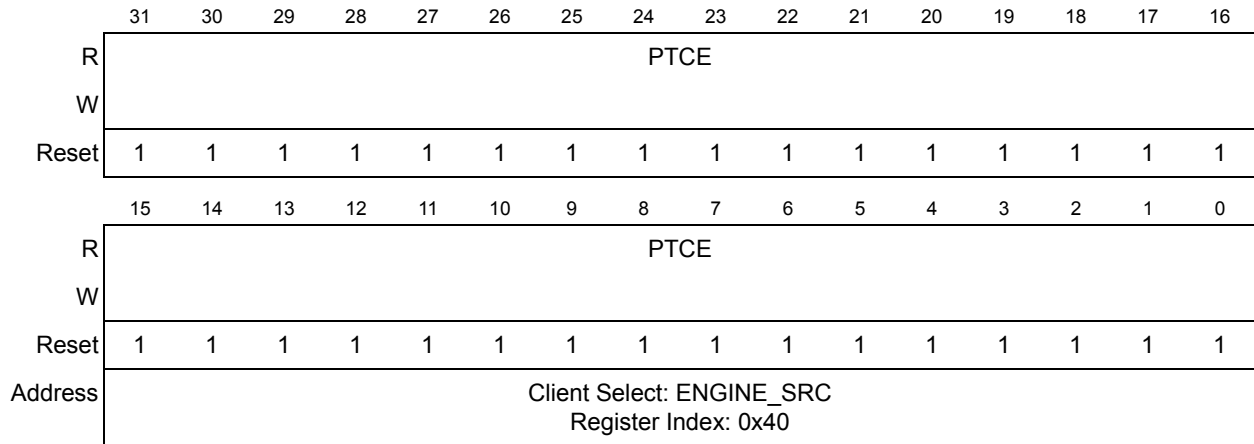 31 30 29 28 27 26 25 24 23 22 21 20 19 18 17 16
R PTCE
W
Reset 1 1 1 1 1 1 1 1 1 1 1 1 1 1 1 1
15 14 13 12 11 10 9 8 7 6 5 4 3 2 1 0
R PTCE
W
Reset 1 1 1 1 1 1 1 1 1 1 1 1 1 1 1 1
Address Client Select: ENGINE_SRC
Register Index: 0x40